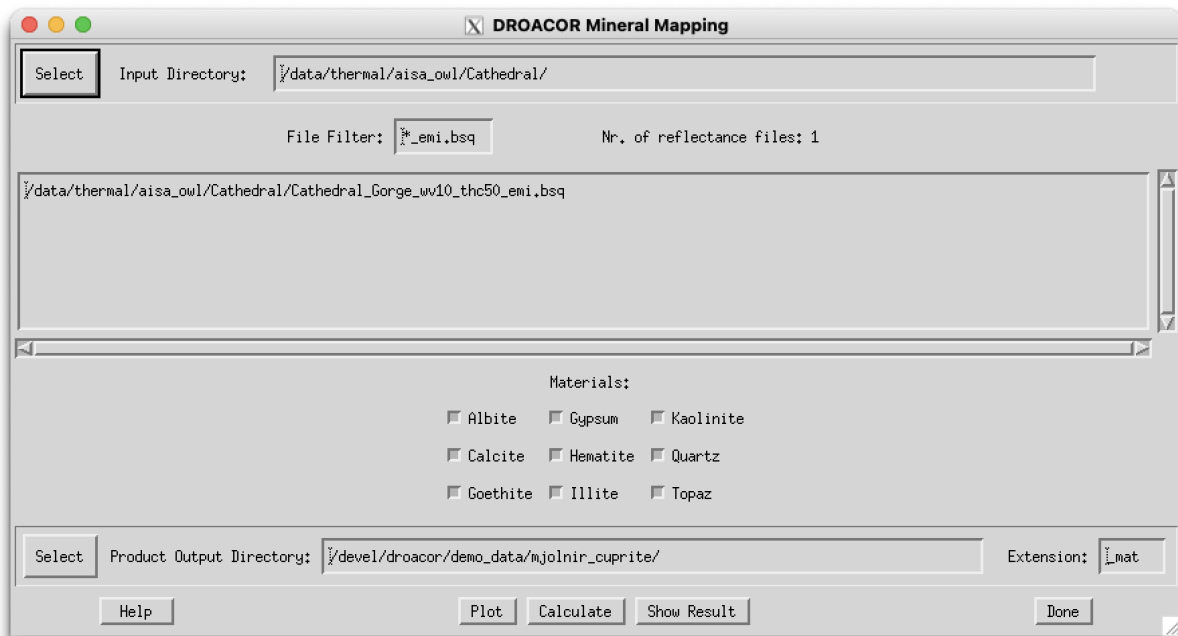 DROACOR Mineral Mapping
Select Input Directory: /data/thermal/aisa_owl/Cathedral/
File Filter: *_emi.bsq Nr. of reflectance files: 1
/data/thermal/aisa_owl/Cathedral/Cathedral_Gorge_wv10_thc50_emi.bsq
Materials:
Albite Gypsum Kaolinite
Calcite Hematite Quartz
Goethite Illite Topaz
Select Product Output Directory: /devel/droacor/demo_data/mjolnir_cuprite/ Extension: _mat
Help Plot Calculate Show Result Done